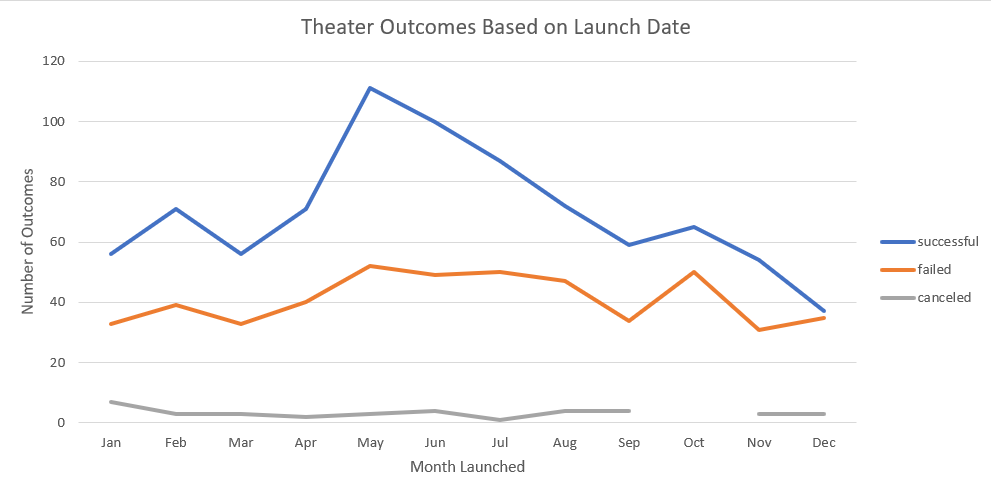 Theater Outcomes Based on Launch Date
Number of Outcomes
120
100
80
60
40
20
0
Jan Feb Mar Apr May Jun Jul Aug Sep Oct Nov Dec
Month Launched
successful
failed
canceled